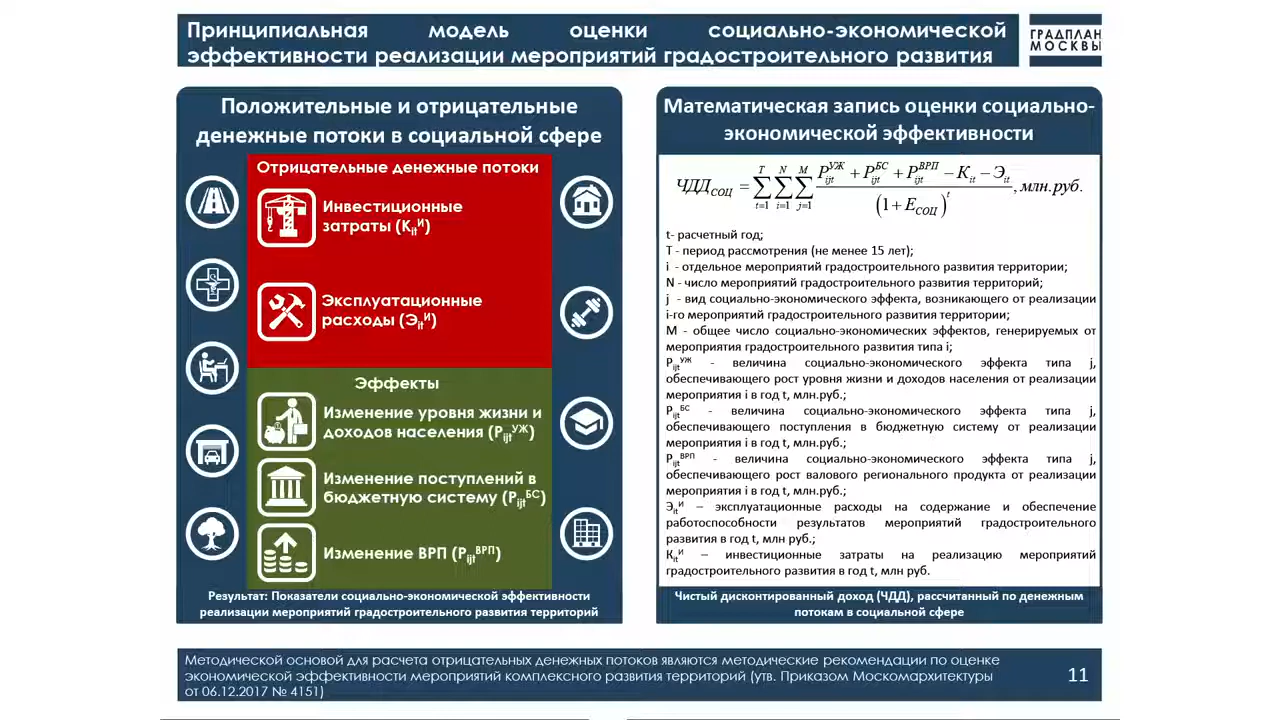 Принципиальная модель оценки социально-экономической
эффективности реализации мероприятий градостроительного развития
ГРАДПЛАН
МОСКВЫ
Положительные и отрицательные
денежные потоки в социальной сфере
Отрицательные денежные потоки
Инвестиционные
затраты (Kitᴵ)
Эксплуатационные
расходы (ЭitИ)
Эффекты
Изменение уровня жизни и
доходов населения (PijtУЖ)
Изменение поступлений в
бюджетную систему (PijtБС)
Изменение ВРП (PijtВРП)
Результат: Показатели социально-экономической эффективности
реализации мероприятий градостроительного развития территорий
Математическая запись оценки социально-
экономической эффективности
ЧДДСОЦ = ∑t=1T ∑i=1N ∑j=1M (PijtУЖ + PijtБС + PijtВРП − Kit − Эit) / (1 + EСОЦ)t , млн.руб.
t- расчетный год;
T - период рассмотрения (не менее 15 лет);
i - отдельное мероприятий градостроительного развития территории;
N - число мероприятий градостроительного развития территорий;
j - вид социально-экономического эффекта, возникающего от реализации
i-го мероприятий градостроительного развития территории;
M - общее число социально-экономических эффектов, генерируемых от
мероприятия градостроительного развития типа i;
PijtУЖ - величина социально-экономического эффекта типа j,
обеспечивающего рост уровня жизни и доходов населения от реализации
мероприятия i в год t, млн.руб.;
PijtБС - величина социально-экономического эффекта типа j,
обеспечивающего поступления в бюджетную систему от реализации
мероприятия i в год t, млн.руб.;
PijtВРП - величина социально-экономического эффекта типа j,
обеспечивающего рост валового регионального продукта от реализации
мероприятия i в год t, млн.руб.;
ЭitИ – эксплуатационные расходы на содержание и обеспечение
работоспособности результатов мероприятий градостроительного
развития в год t, млн руб.;
KitИ – инвестиционные затраты на реализацию мероприятий
градостроительного развития в год t, млн руб.
Чистый дисконтированный доход (ЧДД), рассчитанный по денежным
потокам в социальной сфере
Методической основой для расчета отрицательных денежных потоков являются методические рекомендации по оценке
экономической эффективности мероприятий комплексного развития территорий (утв. Приказом Москомархитектуры
от 06.12.2017 № 4151)
11